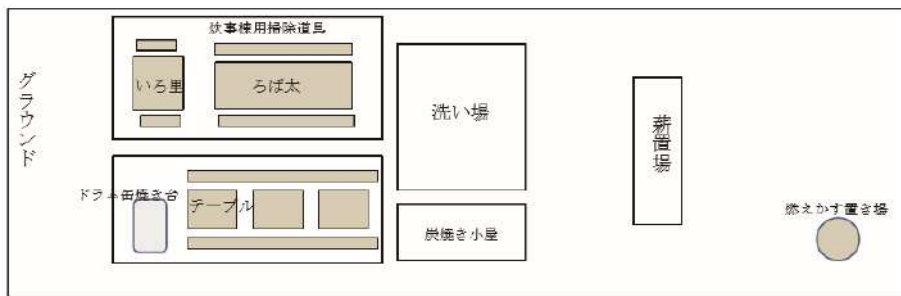 炊事棟用掃除道具
グラウンド
いろ里
ろば太
洗い場
薪置場
ドラム缶焼き台
テーブル
炭焼き小屋
燃えかす置き場